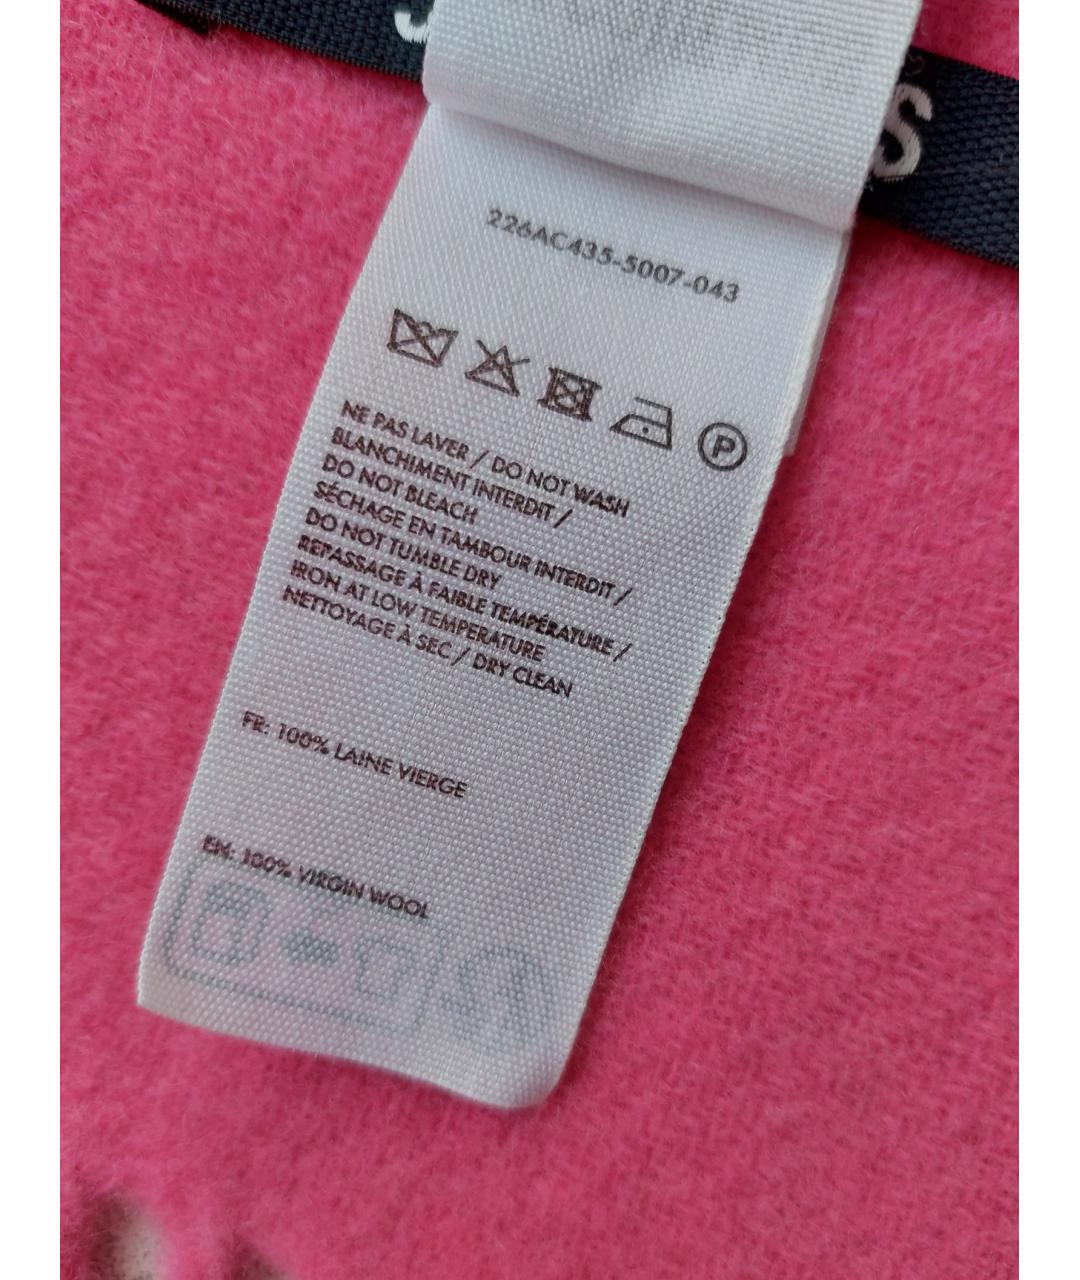 226AC435-5007-043
P
NE PAS LAVER / DO NOT WASH
BLANCHIMENT INTERDIT /
DO NOT BLEACH
SÉCHAGE EN TAMBOUR INTERDIT /
DO NOT TUMBLE DRY
REPASSAGE À FAIBLE TEMPÉRATURE /
IRON AT LOW TEMPERATURE
NETTOYAGE À SEC / DRY CLEAN
FR: 100% LAINE VIERGE
EN: 100% VIRGIN WOOL